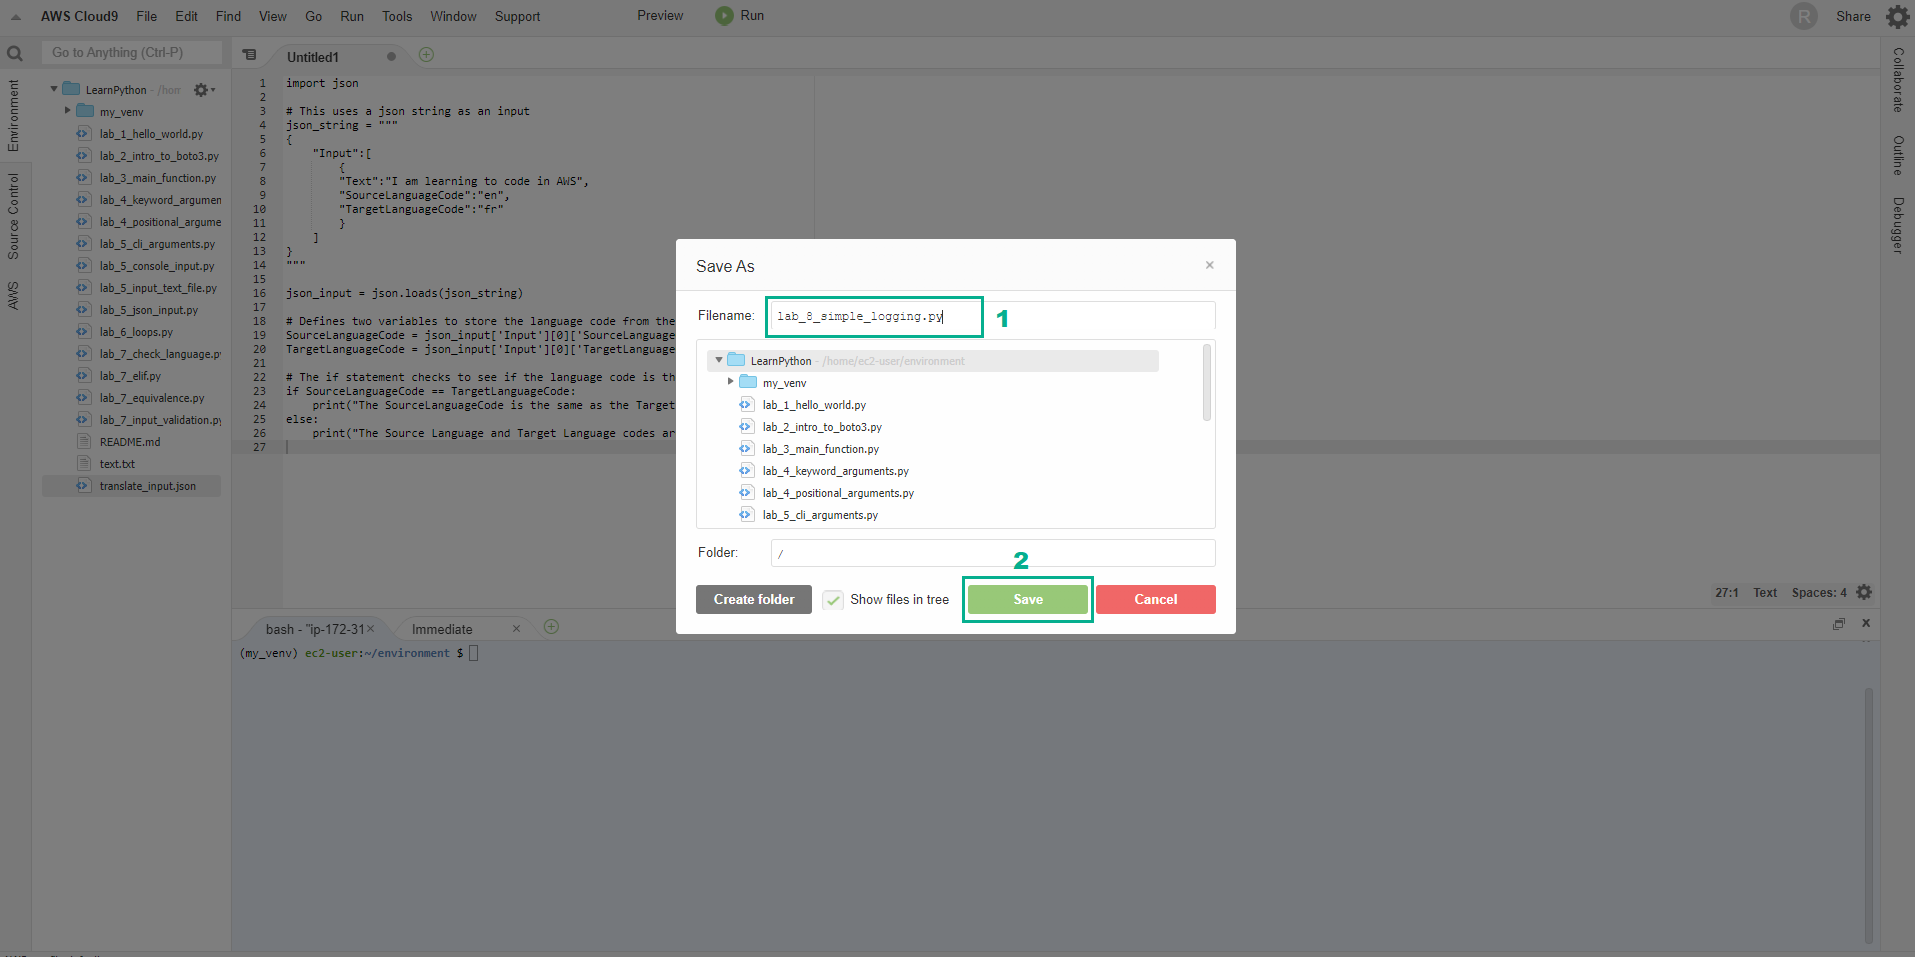 AWS Cloud9 File Edit Find View Go Run Tools Window Support Preview Run R Share
Go to Anything (Ctrl-P)
Environment
Source Control
AWS
LearnPython - /hom
my_venv
lab_1_hello_world.py
lab_2_intro_to_boto3.py
lab_3_main_function.py
lab_4_keyword_argumen
lab_4_positional_argume
lab_5_cli_arguments.py
lab_5_console_input.py
lab_5_input_text_file.py
lab_5_json_input.py
lab_6_loops.py
lab_7_check_language.py
lab_7_elif.py
lab_7_equivalence.py
lab_7_input_validation.py
README.md
text.txt
translate_input.json
Untitled1
1 import json
2
3 # This uses a json string as an input
4 json_string = """
5 {
6 "Input":[
7 {
8 "Text":"I am learning to code in AWS",
9 "SourceLanguageCode":"en",
10 "TargetLanguageCode":"fr"
11 }
12 ]
13 }
14 """
15
16 json_input = json.loads(json_string)
17
18 # Defines two variables to store the language code from the
19 SourceLanguageCode = json_input['Input'][0]['SourceLanguage
20 TargetLanguageCode = json_input['Input'][0]['TargetLanguage
21
22 # The if statement checks to see if the language code is th
23 if SourceLanguageCode == TargetLanguageCode:
24 print("The SourceLanguageCode is the same as the Target
25 else:
26 print("The Source Language and Target Language codes ar
27
Save As ×
Filename: lab_8_simple_logging.py 1
LearnPython - /home/ec2-user/environment
my_venv
lab_1_hello_world.py
lab_2_intro_to_boto3.py
lab_3_main_function.py
lab_4_keyword_arguments.py
lab_4_positional_arguments.py
lab_5_cli_arguments.py
Folder: /
2
Create folder Show files in tree Save Cancel
27:1 Text Spaces: 4
Collaborate
Outline
Debugger
bash - "ip-172-31 × Immediate ×
(my_venv) ec2-user:~/environment $